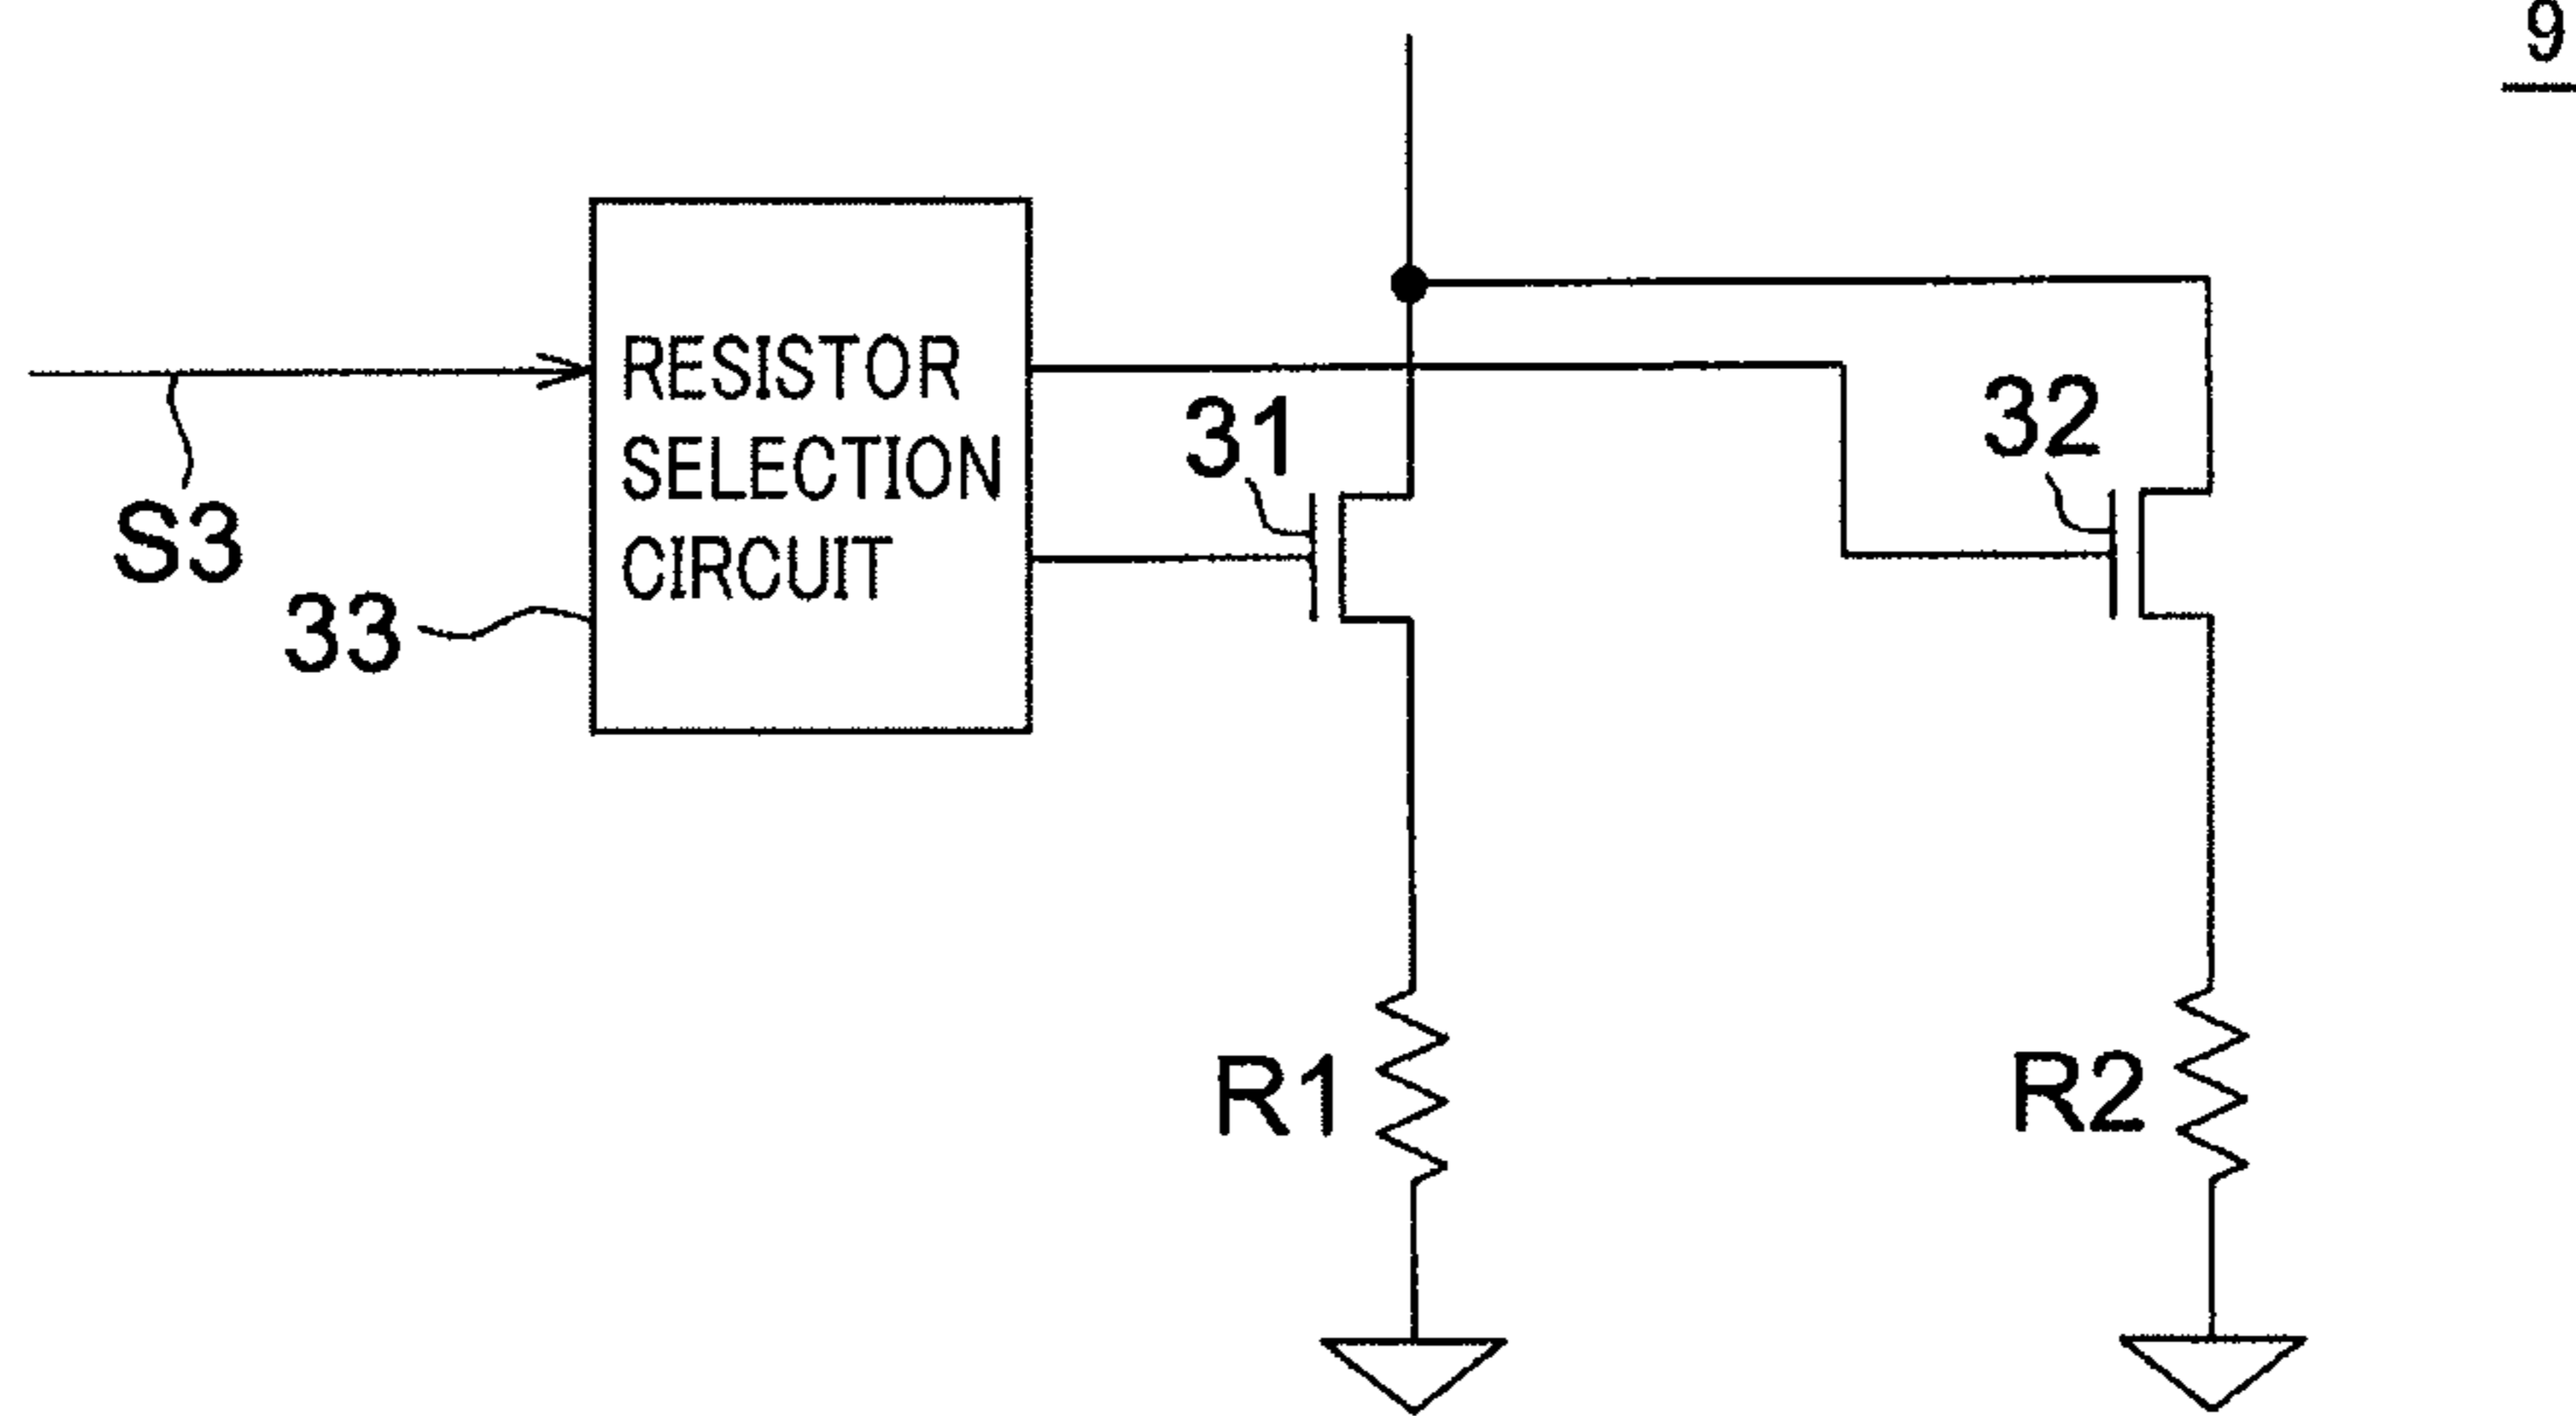 9
RESISTOR
SELECTION
CIRCUIT
31
32
S3
33
R1
R2